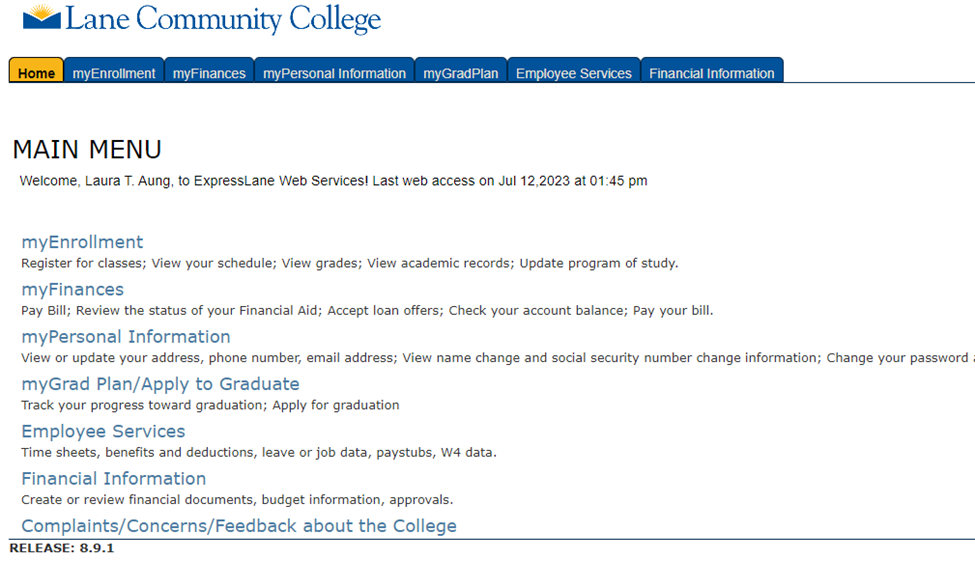 Lane Community College
Home myEnrollment myFinances myPersonal Information myGradPlan Employee Services Financial Information
MAIN MENU
Welcome, Laura T. Aung, to ExpressLane Web Services! Last web access on Jul 12,2023 at 01:45 pm
myEnrollment
Register for classes; View your schedule; View grades; View academic records; Update program of study.
myFinances
Pay Bill; Review the status of your Financial Aid; Accept loan offers; Check your account balance; Pay your bill.
myPersonal Information
View or update your address, phone number, email address; View name change and social security number change information; Change your password
myGrad Plan/Apply to Graduate
Track your progress toward graduation; Apply for graduation
Employee Services
Time sheets, benefits and deductions, leave or job data, paystubs, W4 data.
Financial Information
Create or review financial documents, budget information, approvals.
Complaints/Concerns/Feedback about the College
RELEASE: 8.9.1